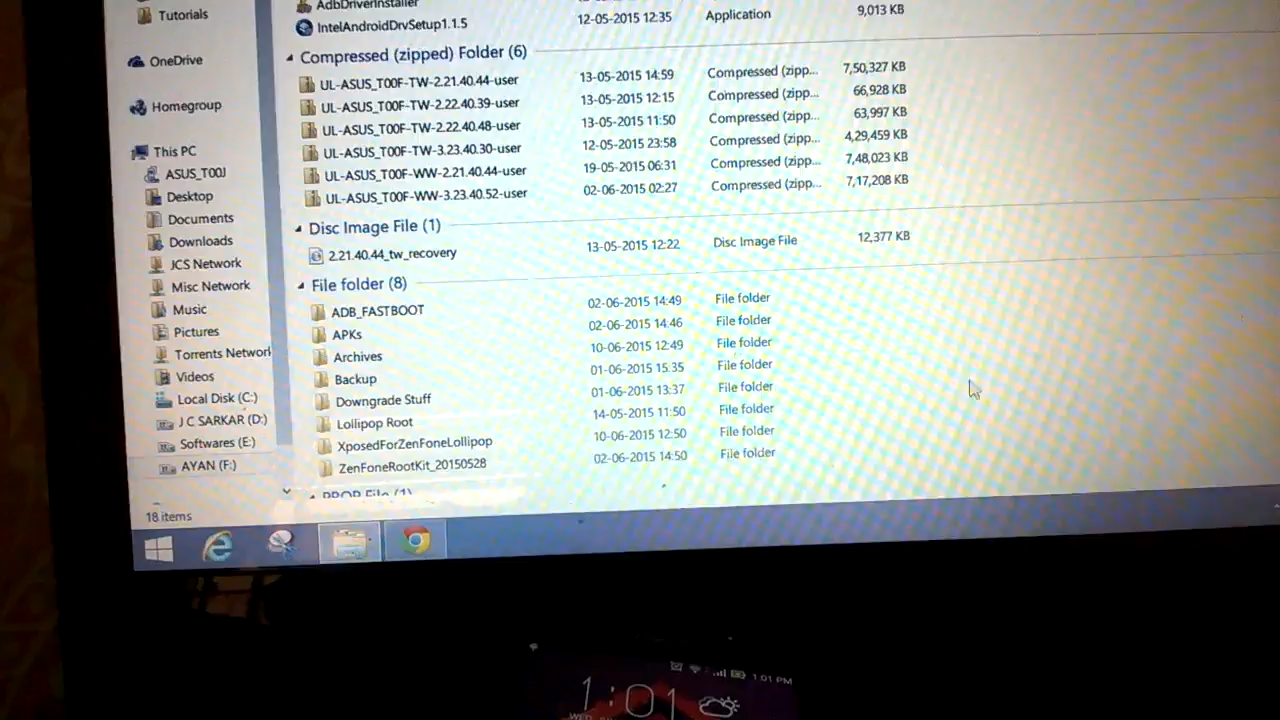 Tutorials
OneDrive
Homegroup
This PC
ASUS_T00J
Desktop
Documents
Downloads
JCS Network
Misc Network
Music
Pictures
Torrents Network
Videos
Local Disk (C:)
J C SARKAR (D:)
Softwares (E:)
AYAN (F:)
AdbDriverInstaller
IntelAndroidDrvSetup1.1.5 12-05-2015 12:35 Application 9,013 KB
Compressed (zipped) Folder (6)
UL-ASUS_T00F-TW-2.21.40.44-user 13-05-2015 14:59 Compressed (zipp... 7,50,327 KB
UL-ASUS_T00F-TW-2.22.40.39-user 13-05-2015 12:15 Compressed (zipp... 66,928 KB
UL-ASUS_T00F-TW-2.22.40.48-user 13-05-2015 11:50 Compressed (zipp... 63,997 KB
UL-ASUS_T00F-TW-3.23.40.30-user 12-05-2015 23:58 Compressed (zipp... 4,29,459 KB
UL-ASUS_T00F-WW-2.21.40.44-user 19-05-2015 06:31 Compressed (zipp... 7,48,023 KB
UL-ASUS_T00F-WW-3.23.40.52-user 02-06-2015 02:27 Compressed (zipp... 7,17,208 KB
Disc Image File (1)
2.21.40.44_tw_recovery 13-05-2015 12:22 Disc Image File 12,377 KB
File folder (8)
ADB_FASTBOOT 02-06-2015 14:49 File folder
APKs 02-06-2015 14:46 File folder
Archives 10-06-2015 12:49 File folder
Backup 01-06-2015 15:35 File folder
Downgrade Stuff 01-06-2015 13:37 File folder
Lollipop Root 14-05-2015 11:50 File folder
XposedForZenFoneLollipop 10-06-2015 12:50 File folder
ZenFoneRootKit_20150528 02-06-2015 14:50 File folder
PROP File (1)
18 items
1:01 PM
1:01